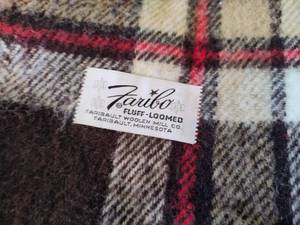 Faribo
® FLUFF-LOOMED
FARIBAULT WOOLEN MILL CO.
FARIBAULT, MINNESOTA